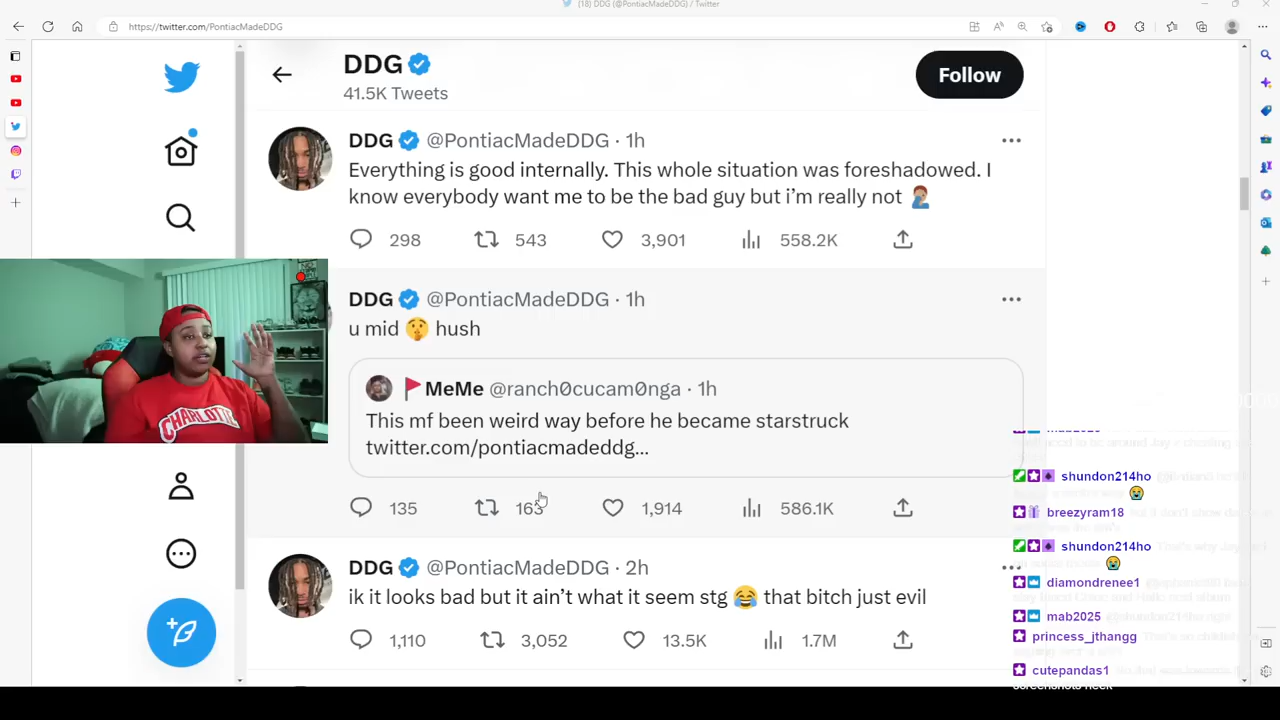 (18) DDG (@PontiacMadeDDG) / Twitter
https://twitter.com/PontiacMadeDDG
DDG
41.5K Tweets
Follow
DDG @PontiacMadeDDG · 1h
Everything is good internally. This whole situation was foreshadowed. I
know everybody want me to be the bad guy but i'm really not 🤦🏽‍♂️
298 543 3,901 558.2K
DDG @PontiacMadeDDG · 1h
u mid 🤫 hush
🚩MeMe @ranch0cucam0nga · 1h
This mf been weird way before he became starstruck
twitter.com/pontiacmadeddg...
135 163 1,914 586.1K
DDG @PontiacMadeDDG · 2h
ik it looks bad but it ain't what it seem stg 😂 that bitch just evil
1,110 3,052 13.5K 1.7M
CHARLOTTE
mab2025
shundon214ho
😭
breezyram18
shundon214ho
😭
diamondrenee1
mab2025
princess_jthangg
cutepandas1